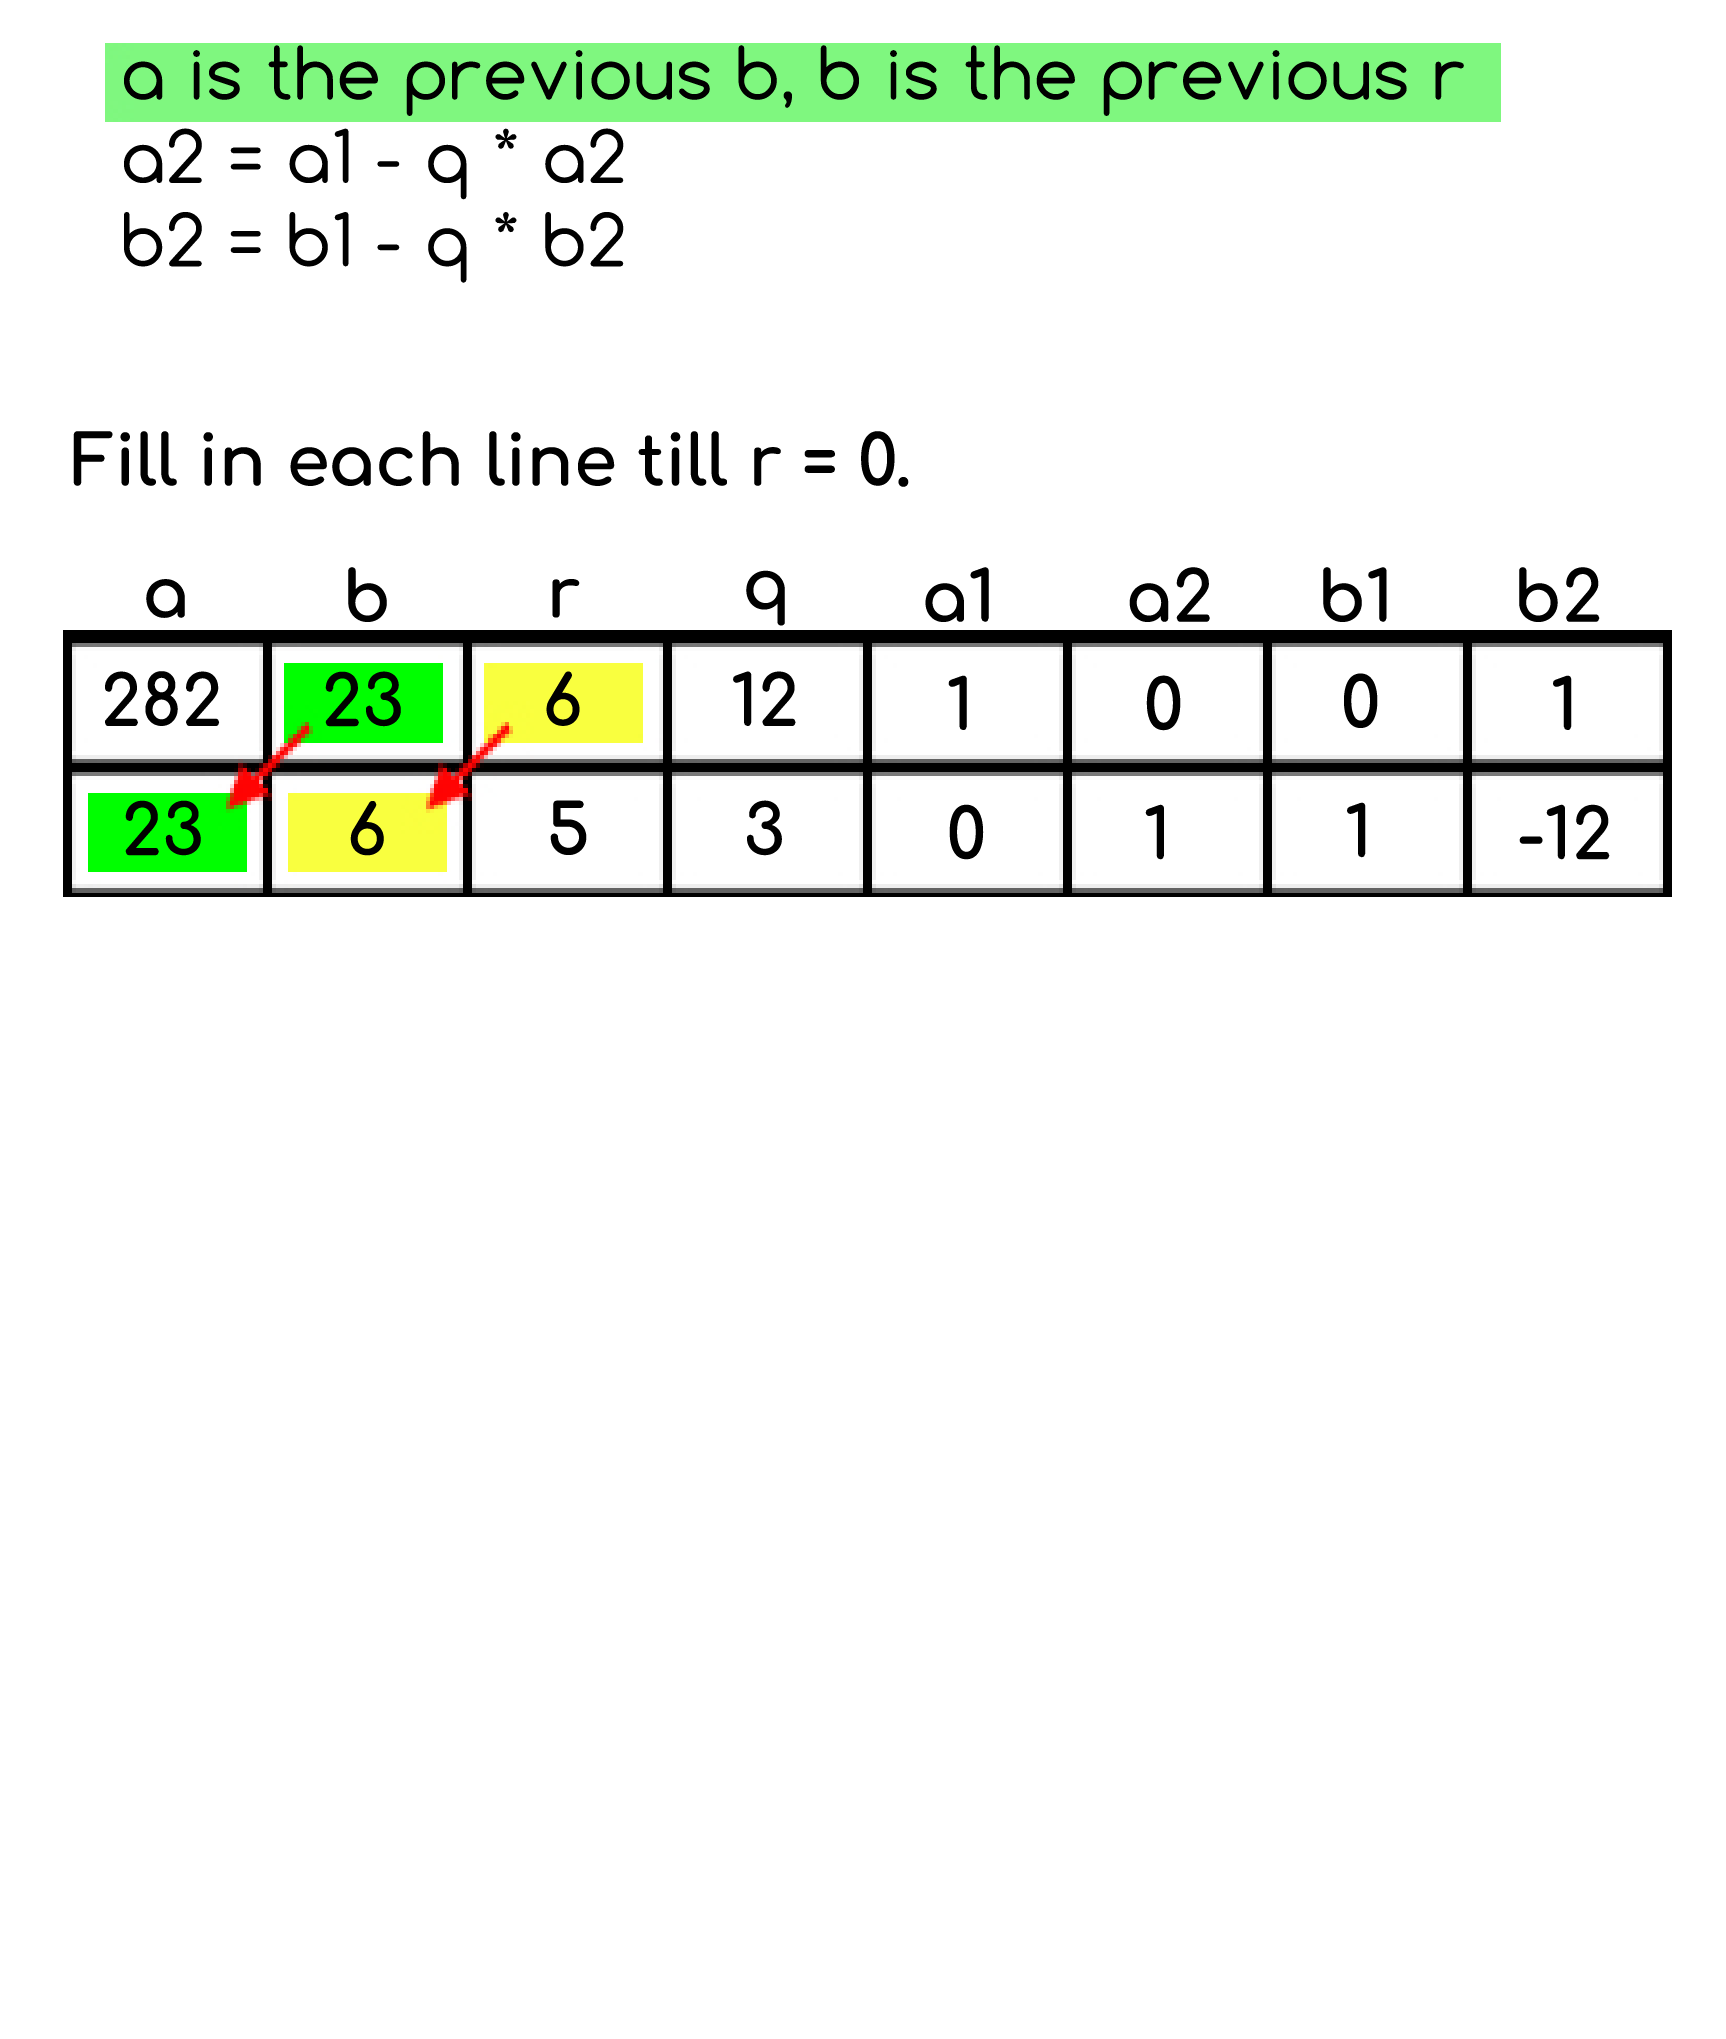 a is the previous b, b is the previous r
a2 = a1 - q * a2
b2 = b1 - q * b2
Fill in each line till r = 0.
a b r q a1 a2 b1 b2
282 23 6 12 1 0 0 1
23 6 5 3 0 1 1 -12